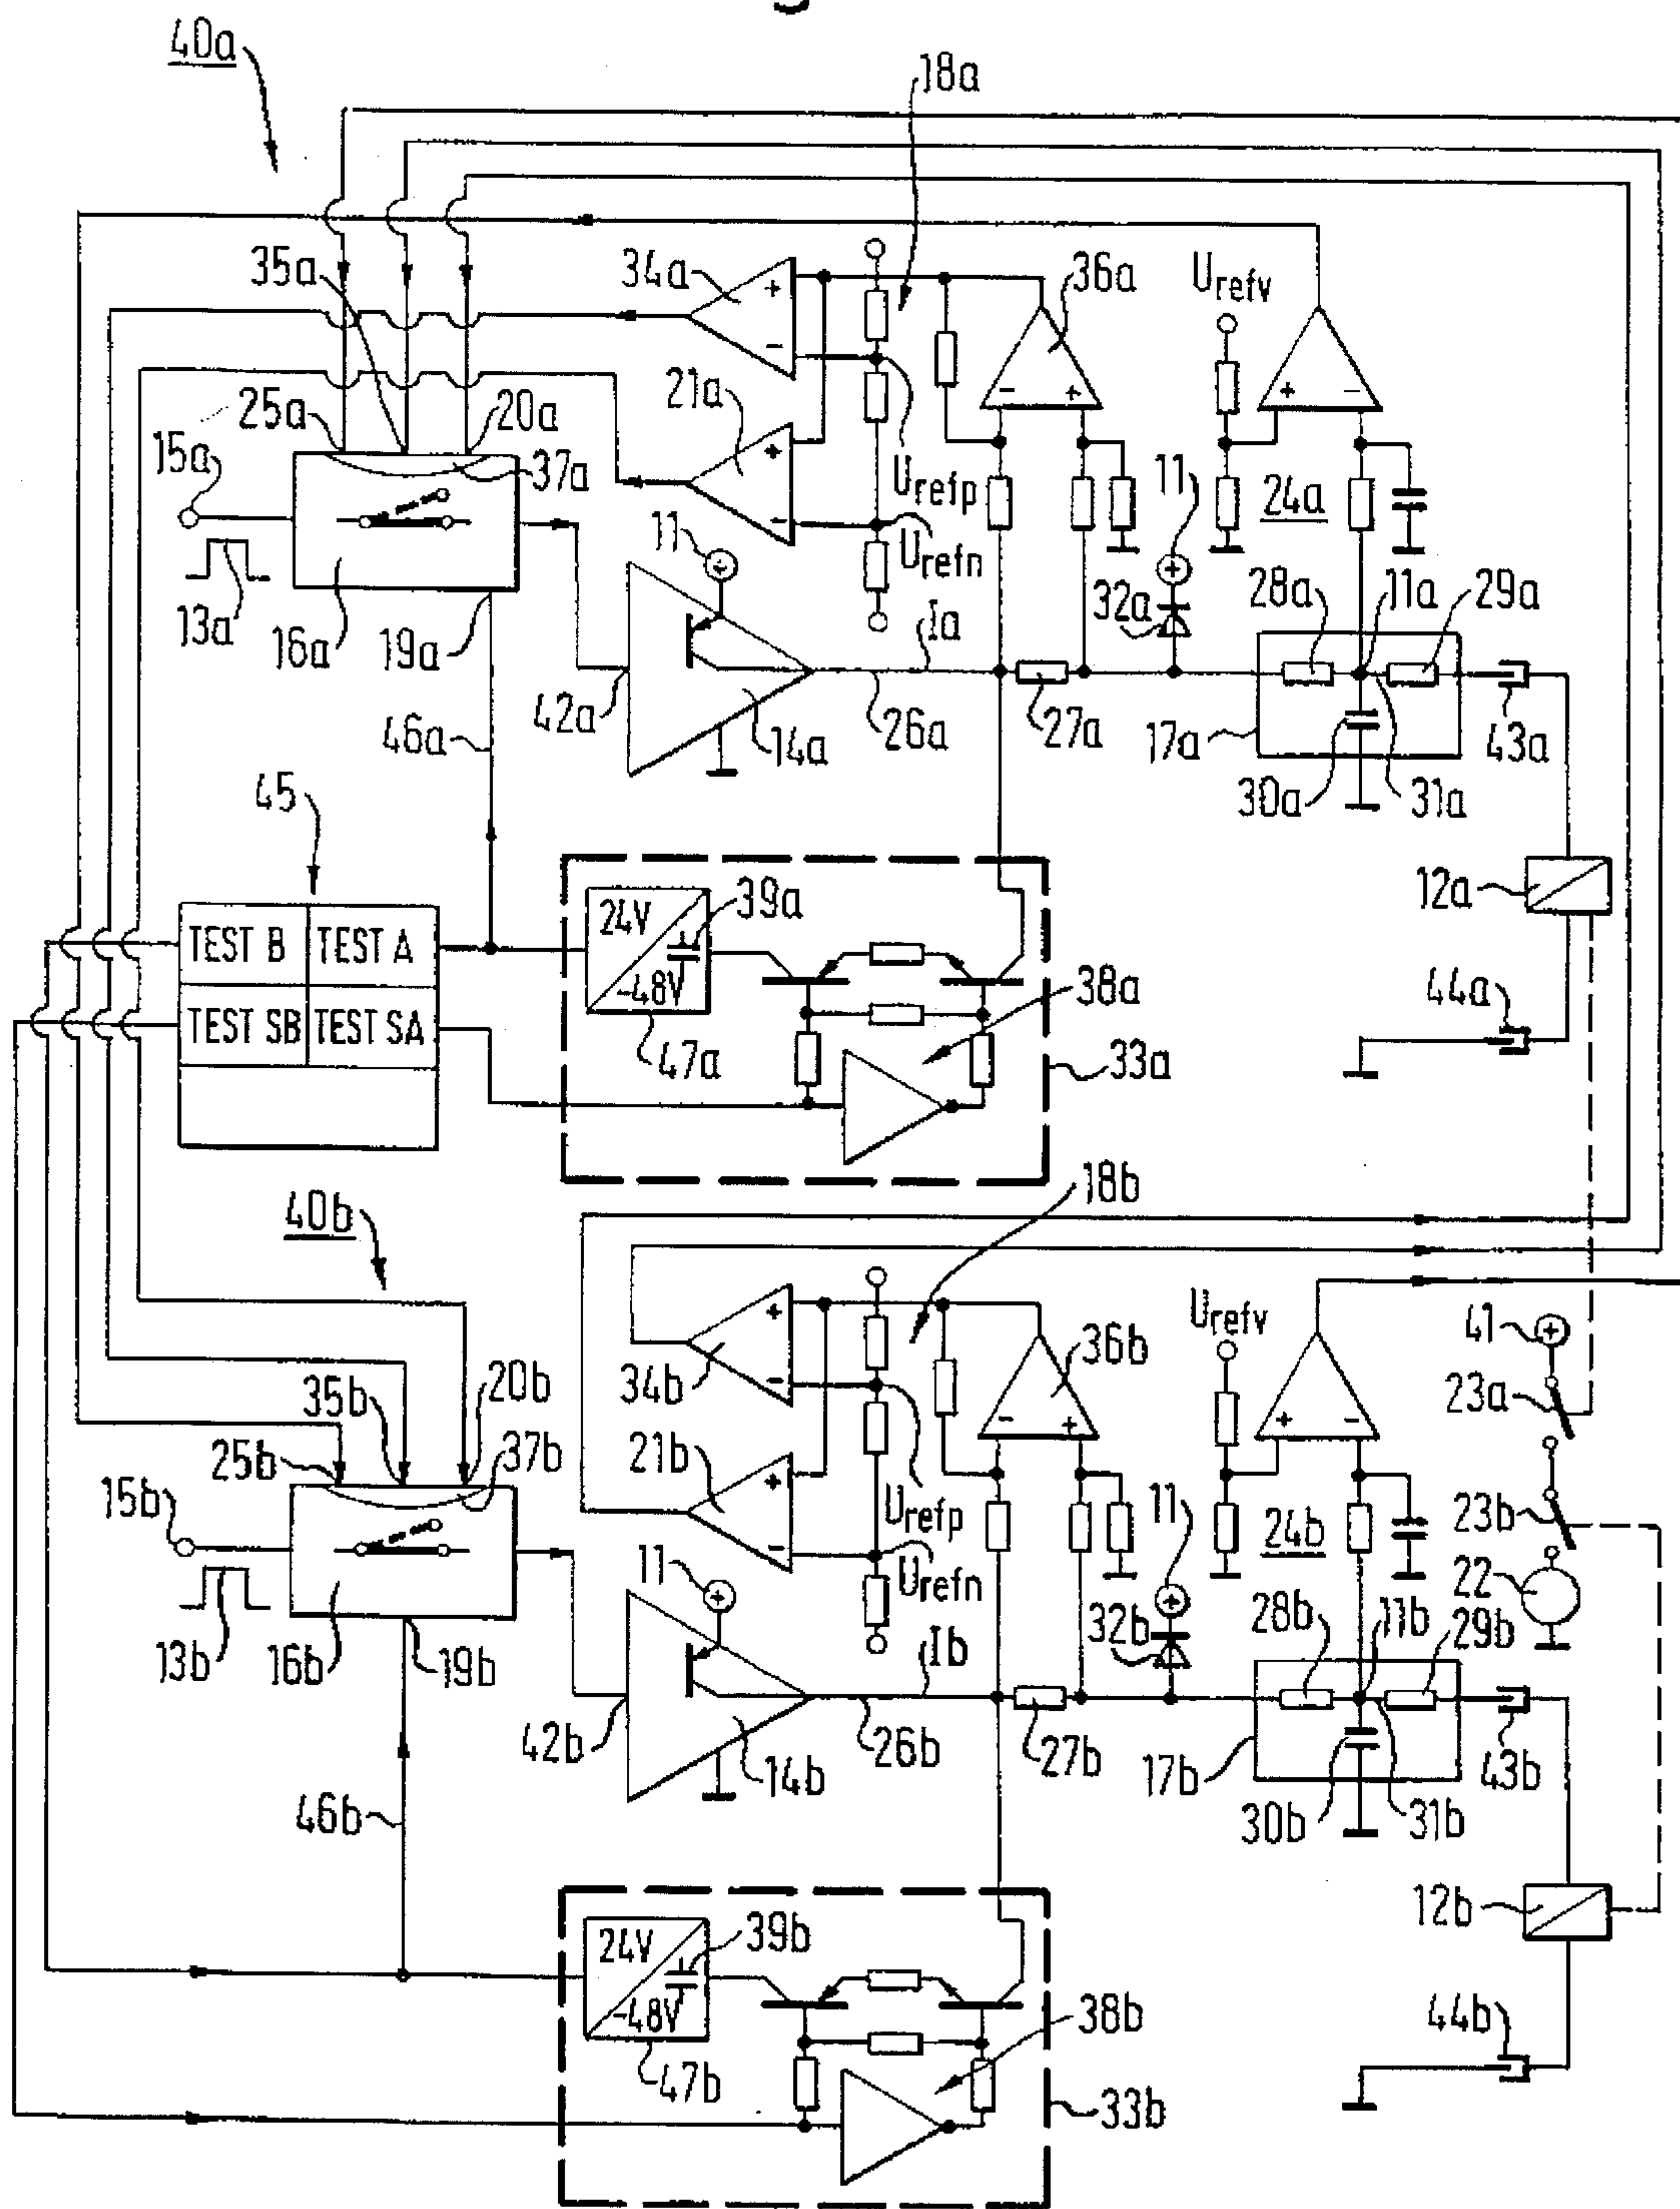 40a
18a
34a
35a
36a
Urefv
25a
21a
20a
15a
37a
Urefp
11
24a
11
Urefn
28a
11a
29a
13a
16a
19a
32a
Ia
42a
26a
27a
17a
43a
46a
14a
30a
31a
45
12a
24V
39a
TEST B
TEST A
-48V
38a
44a
TEST SB
TEST SA
47a
33a
18b
40b
Urefv
41
36b
34b
23a
35b
20b
25b
21b
37b
15b
Urefp
11
23b
24b
Urefn
22
11
28b
11b
29b
13b
16b
19b
32b
Ib
42b
26b
27b
17b
43b
14b
46b
30b
31b
12b
24V
39b
-48V
38b
44b
47b
33b